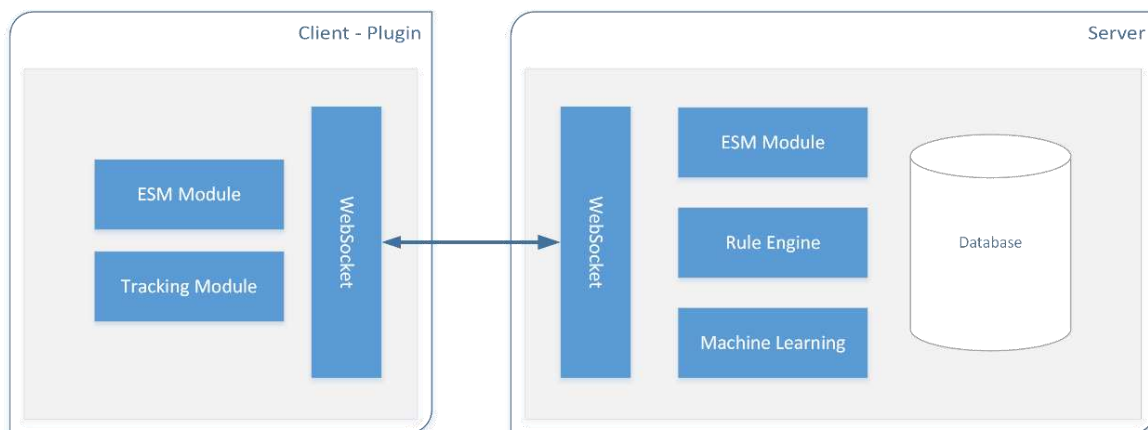 Client - Plugin
ESM Module
Tracking Module
WebSocket
Server
WebSocket
ESM Module
Rule Engine
Machine Learning
Database